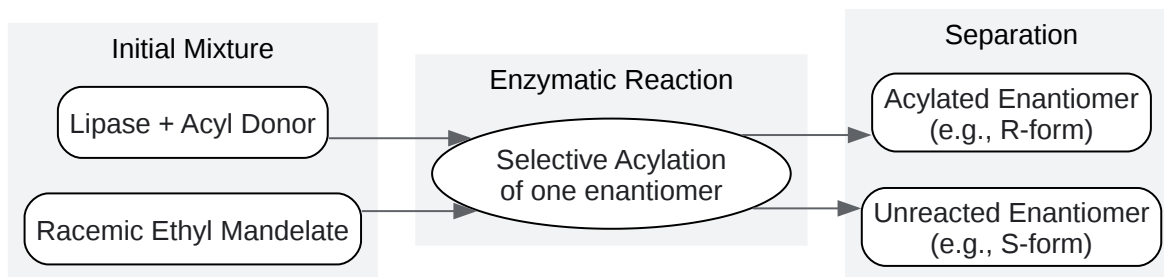 Initial Mixture
Lipase + Acyl Donor
Racemic Ethyl Mandelate
Enzymatic Reaction
Selective Acylation
of one enantiomer
Separation
Acylated Enantiomer
(e.g., R-form)
Unreacted Enantiomer
(e.g., S-form)